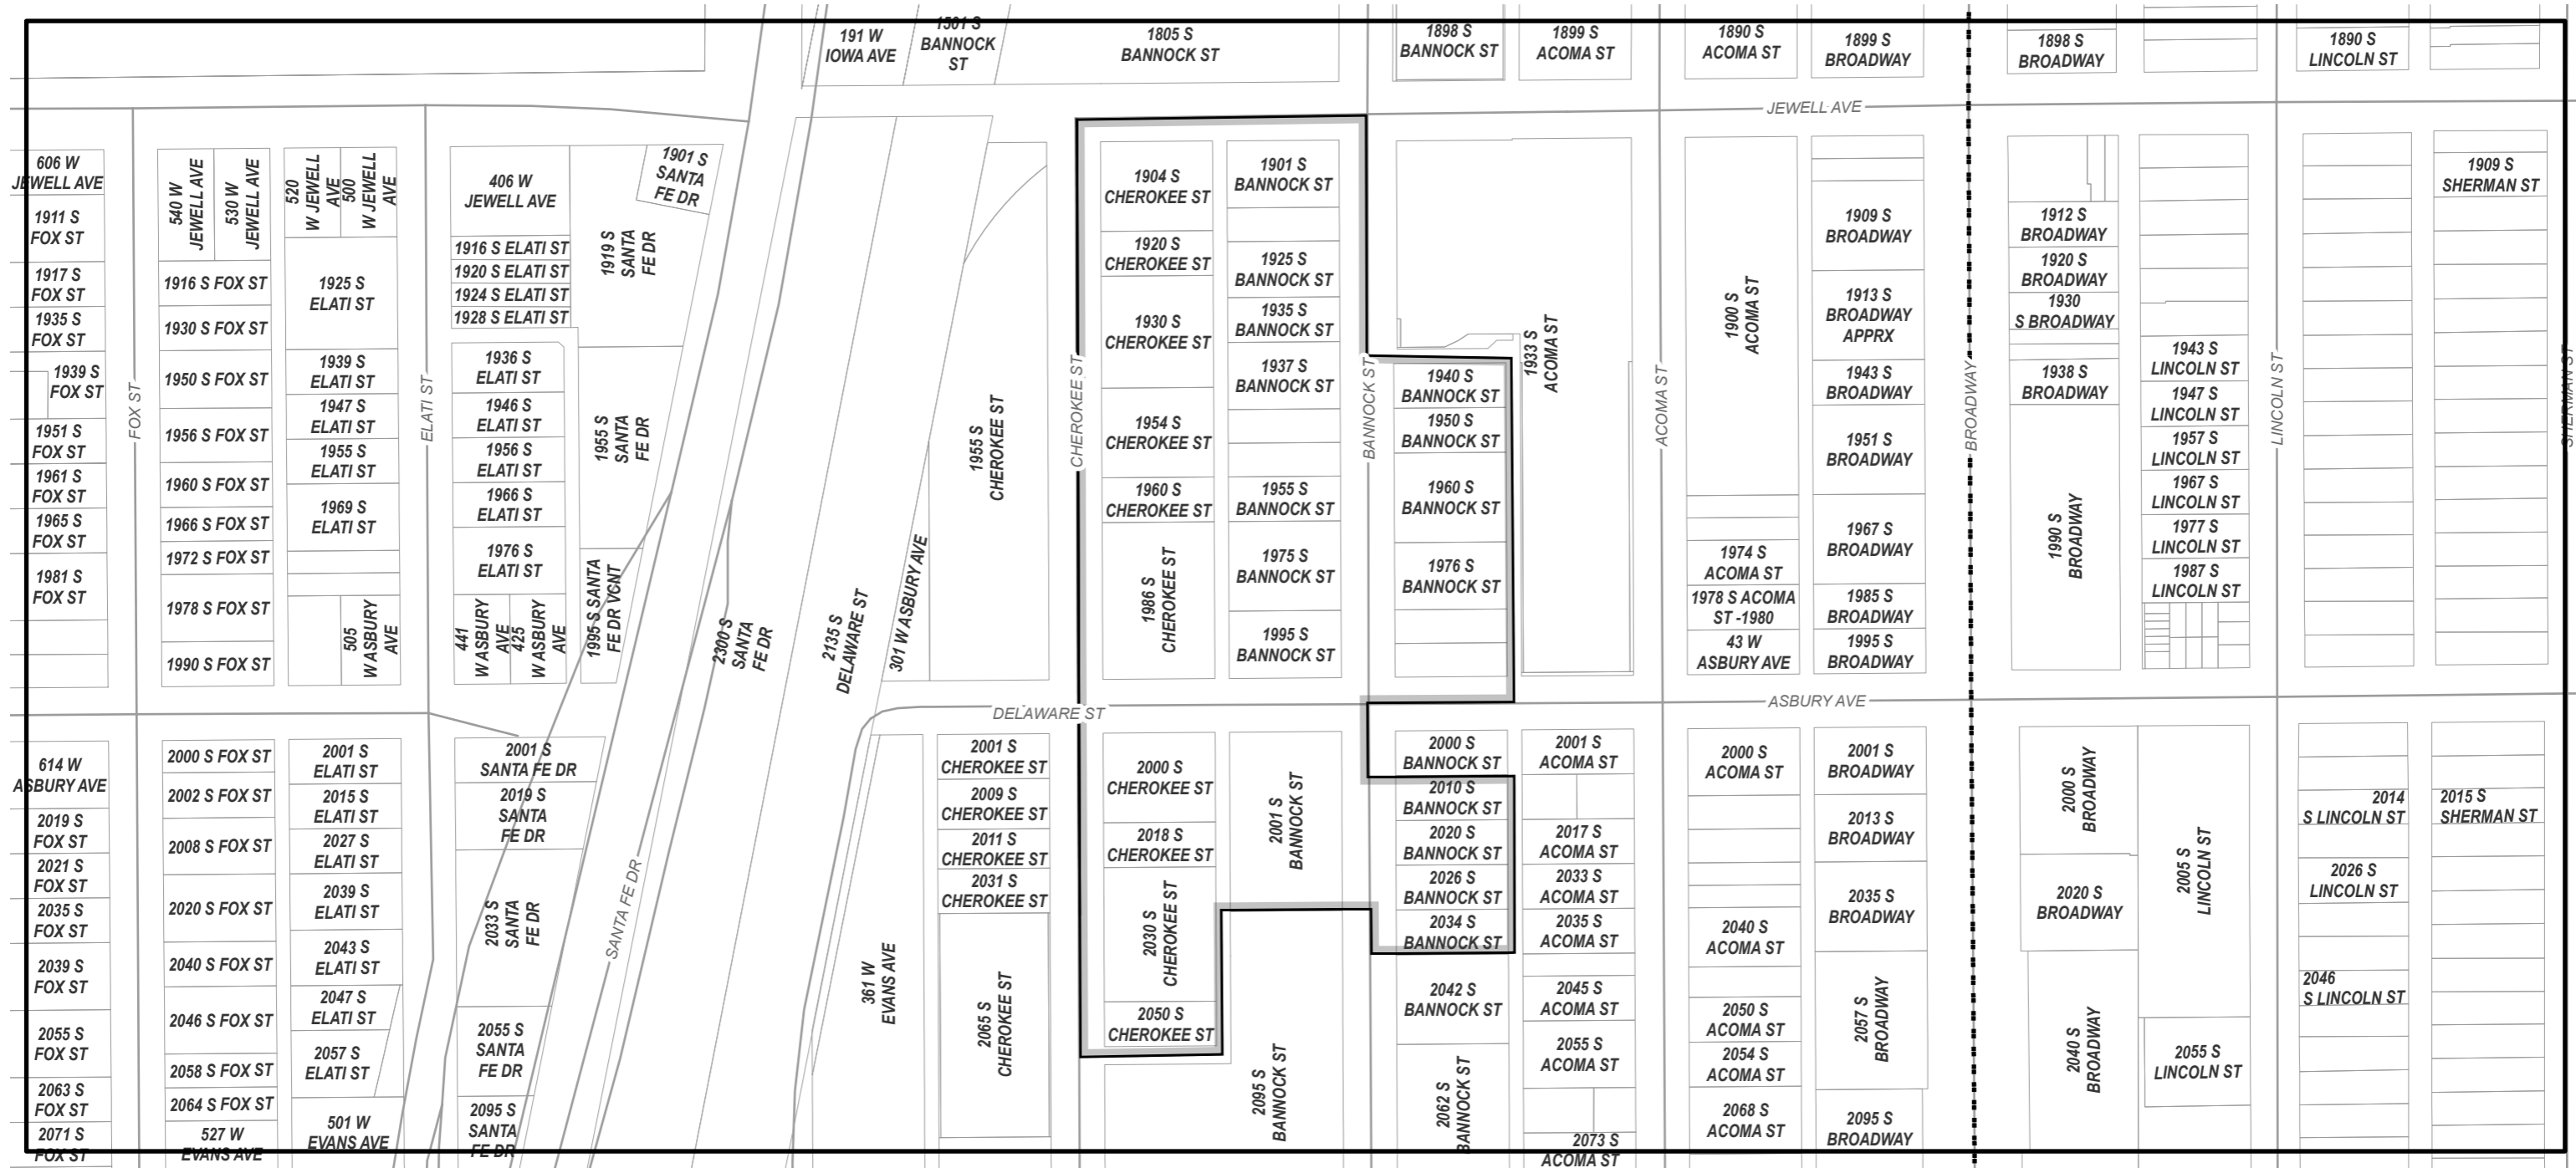 191 W
IOWA AVE
1501 S
BANNOCK
ST
1805 S
BANNOCK ST
1898 S
BANNOCK ST
1899 S
ACOMA ST
1890 S
ACOMA ST
1899 S
BROADWAY
1898 S
BROADWAY
1890 S
LINCOLN ST
JEWELL AVE
606 W
JEWELL AVE
1911 S
FOX ST
1917 S
FOX ST
1935 S
FOX ST
1939 S
FOX ST
1951 S
FOX ST
1961 S
FOX ST
1965 S
FOX ST
1981 S
FOX ST
FOX ST
540 W
JEWELL AVE
530 W
JEWELL AVE
1916 S FOX ST
1930 S FOX ST
1950 S FOX ST
1956 S FOX ST
1960 S FOX ST
1966 S FOX ST
1972 S FOX ST
1978 S FOX ST
1990 S FOX ST
520
W JEWELL
AVE
500
W JEWELL
AVE
1925 S
ELATI ST
1939 S
ELATI ST
1947 S
ELATI ST
1955 S
ELATI ST
1969 S
ELATI ST
505
W ASBURY
AVE
ELATI ST
406 W
JEWELL AVE
1916 S ELATI ST
1920 S ELATI ST
1924 S ELATI ST
1928 S ELATI ST
1936 S
ELATI ST
1946 S
ELATI ST
1956 S
ELATI ST
1966 S
ELATI ST
1976 S
ELATI ST
441
W ASBURY
AVE
425
W ASBURY
AVE
1901 S
SANTA
FE DR
1919 S
SANTA
FE DR
1955 S
SANTA
FE DR
1995 S SANTA
FE DR VCNT
2300 S
SANTA
FE DR
2135 S
DELAWARE ST
301 W ASBURY AVE
1955 S
CHEROKEE ST
CHEROKEE ST
1904 S
CHEROKEE ST
1920 S
CHEROKEE ST
1930 S
CHEROKEE ST
1954 S
CHEROKEE ST
1960 S
CHEROKEE ST
1986 S
CHEROKEE ST
1901 S
BANNOCK ST
1925 S
BANNOCK ST
1935 S
BANNOCK ST
1937 S
BANNOCK ST
1955 S
BANNOCK ST
1975 S
BANNOCK ST
1995 S
BANNOCK ST
BANNOCK ST
1940 S
BANNOCK ST
1950 S
BANNOCK ST
1960 S
BANNOCK ST
1976 S
BANNOCK ST
1933 S
ACOMA ST
ACOMA ST
1900 S
ACOMA ST
1974 S
ACOMA ST
1978 S ACOMA
ST -1980
43 W
ASBURY AVE
1909 S
BROADWAY
1913 S
BROADWAY
APPRX
1943 S
BROADWAY
1951 S
BROADWAY
1967 S
BROADWAY
1985 S
BROADWAY
1995 S
BROADWAY
BROADWAY
1912 S
BROADWAY
1920 S
BROADWAY
1930
S BROADWAY
1938 S
BROADWAY
1990 S
BROADWAY
1943 S
LINCOLN ST
1947 S
LINCOLN ST
1957 S
LINCOLN ST
1967 S
LINCOLN ST
1977 S
LINCOLN ST
1987 S
LINCOLN ST
LINCOLN ST
1909 S
SHERMAN ST
SHERMAN ST
DELAWARE ST
ASBURY AVE
614 W
ASBURY AVE
2019 S
FOX ST
2021 S
FOX ST
2035 S
FOX ST
2039 S
FOX ST
2055 S
FOX ST
2063 S
FOX ST
2071 S
FOX ST
2000 S FOX ST
2002 S FOX ST
2008 S FOX ST
2020 S FOX ST
2040 S FOX ST
2046 S FOX ST
2058 S FOX ST
2064 S FOX ST
527 W
EVANS AVE
2001 S
ELATI ST
2015 S
ELATI ST
2027 S
ELATI ST
2039 S
ELATI ST
2043 S
ELATI ST
2047 S
ELATI ST
2057 S
ELATI ST
501 W
EVANS AVE
2001 S
SANTA FE DR
2019 S
SANTA
FE DR
2033 S
SANTA
FE DR
2055 S
SANTA
FE DR
2095 S
SANTA
FE DR
SANTA FE DR
361 W
EVANS AVE
2001 S
CHEROKEE ST
2009 S
CHEROKEE ST
2011 S
CHEROKEE ST
2031 S
CHEROKEE ST
2065 S
CHEROKEE ST
2000 S
CHEROKEE ST
2018 S
CHEROKEE ST
2030 S
CHEROKEE ST
2050 S
CHEROKEE ST
2001 S
BANNOCK ST
2095 S
BANNOCK ST
2000 S
BANNOCK ST
2010 S
BANNOCK ST
2020 S
BANNOCK ST
2026 S
BANNOCK ST
2034 S
BANNOCK ST
2042 S
BANNOCK ST
2062 S
BANNOCK ST
2001 S
ACOMA ST
2017 S
ACOMA ST
2033 S
ACOMA ST
2035 S
ACOMA ST
2045 S
ACOMA ST
2055 S
ACOMA ST
2073 S
ACOMA ST
2000 S
ACOMA ST
2040 S
ACOMA ST
2050 S
ACOMA ST
2054 S
ACOMA ST
2068 S
ACOMA ST
2001 S
BROADWAY
2013 S
BROADWAY
2035 S
BROADWAY
2057 S
BROADWAY
2095 S
BROADWAY
2000 S
BROADWAY
2020 S
BROADWAY
2040 S
BROADWAY
2005 S
LINCOLN ST
2055 S
LINCOLN ST
2014
S LINCOLN ST
2026 S
LINCOLN ST
2046
S LINCOLN ST
2015 S
SHERMAN ST